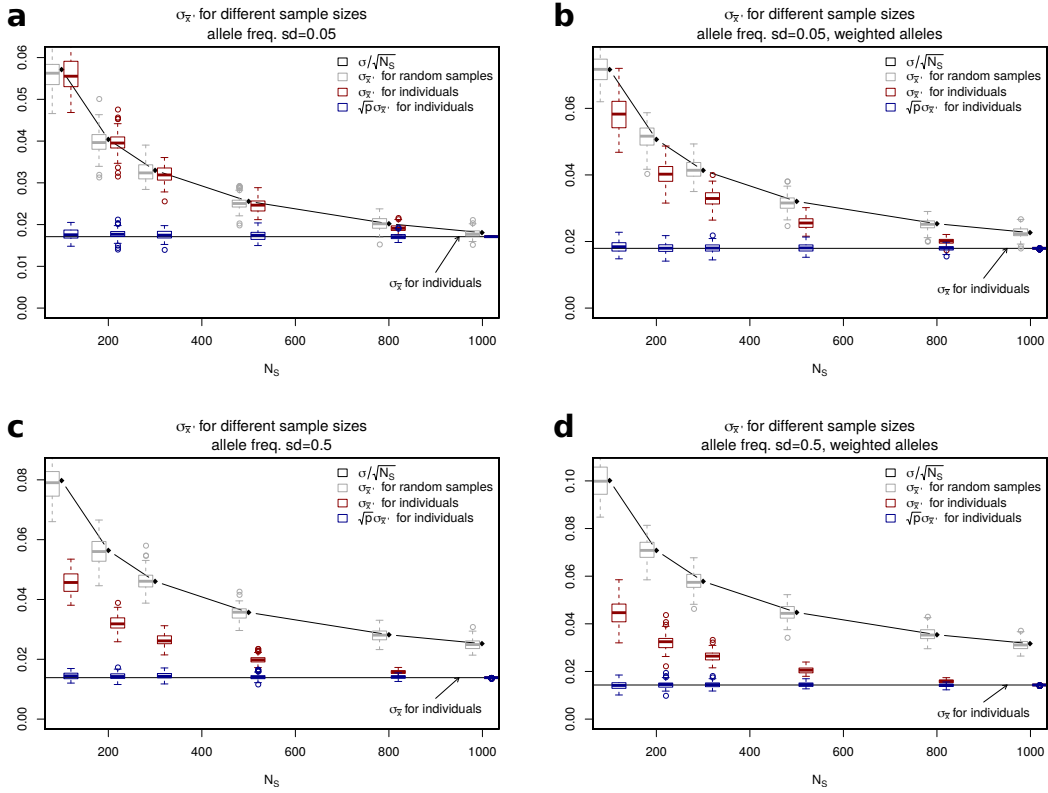 a
σx̅' for different sample sizes
allele freq. sd=0.05
σ/√NS
σx̅' for random samples
σx̅' for individuals
√pσx̅' for individuals
0.06
0.05
0.04
0.03
0.02
0.01
0.00
σx̅ for individuals
200 400 600 800 1000
NS
b
σx̅' for different sample sizes
allele freq. sd=0.05, weighted alleles
σ/√NS
σx̅' for random samples
σx̅' for individuals
√pσx̅' for individuals
0.06
0.04
0.02
0.00
σx̅ for individuals
200 400 600 800 1000
NS
c
σx̅' for different sample sizes
allele freq. sd=0.5
σ/√NS
σx̅' for random samples
σx̅' for individuals
√pσx̅' for individuals
0.08
0.06
0.04
0.02
0.00
σx̅ for individuals
200 400 600 800 1000
NS
d
σx̅' for different sample sizes
allele freq. sd=0.5, weighted alleles
σ/√NS
σx̅' for random samples
σx̅' for individuals
√pσx̅' for individuals
0.10
0.08
0.06
0.04
0.02
0.00
σx̅ for individuals
200 400 600 800 1000
NS